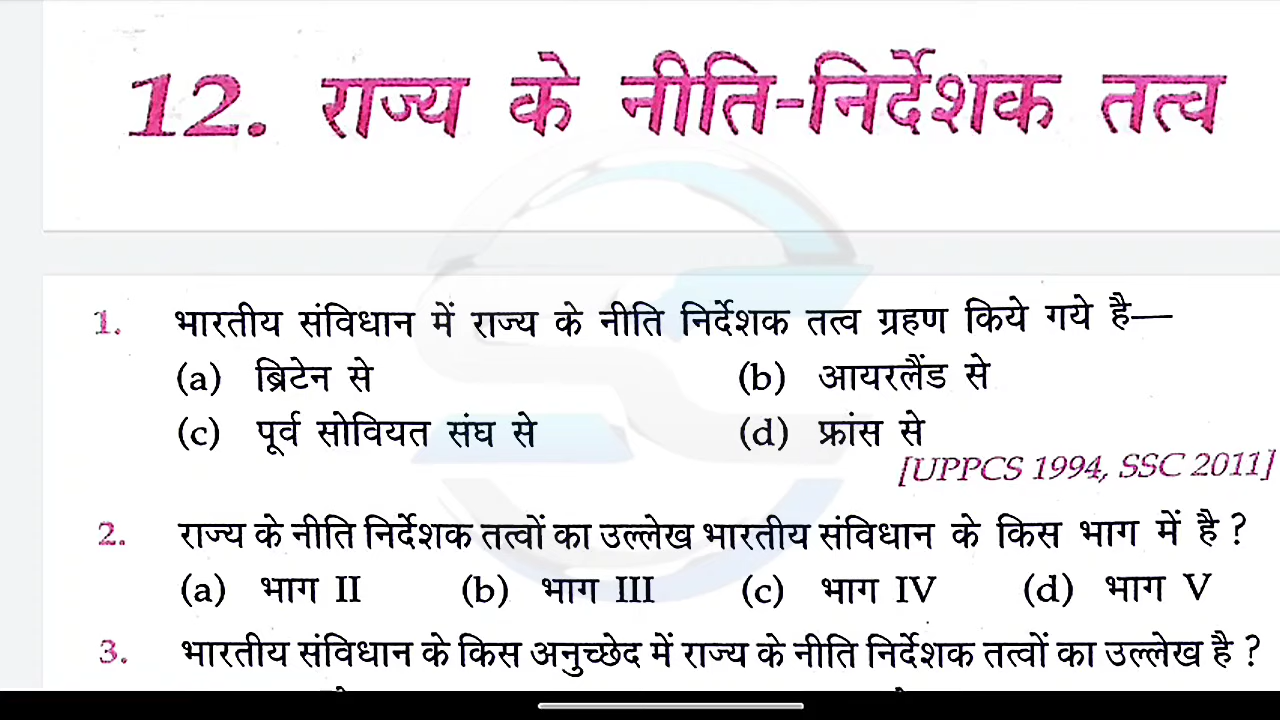 12. राज्य के नीति-निर्देशक तत्व
1. भारतीय संविधान में राज्य के नीति निर्देशक तत्व ग्रहण किये गये है—
(a) ब्रिटेन से (b) आयरलैंड से
(c) पूर्व सोवियत संघ से (d) फ्रांस से
[UPPCS 1994, SSC 2011]
2. राज्य के नीति निर्देशक तत्वों का उल्लेख भारतीय संविधान के किस भाग में है ?
(a) भाग II (b) भाग III (c) भाग IV (d) भाग V
3. भारतीय संविधान के किस अनुच्छेद में राज्य के नीति निर्देशक तत्वों का उल्लेख है ?